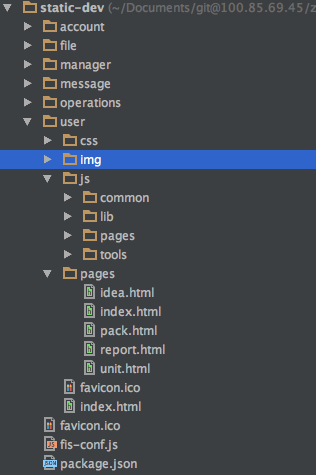 static-dev (~/Documents/git@100.85.69.45/z
account
file
manager
message
operations
user
css
img
js
common
lib
pages
tools
pages
idea.html
index.html
pack.html
report.html
unit.html
favicon.ico
index.html
favicon.ico
fis-conf.js
package.json